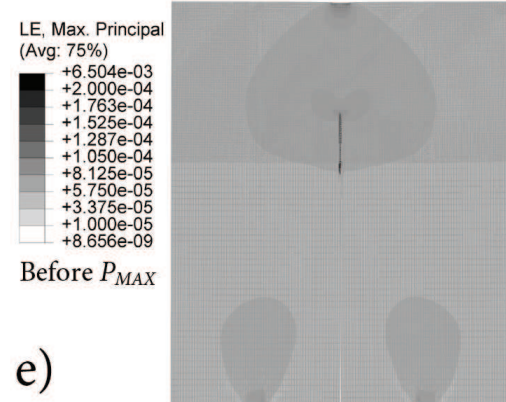 LE, Max. Principal
(Avg: 75%)
+6.504e-03
+2.000e-04
+1.763e-04
+1.525e-04
+1.287e-04
+1.050e-04
+8.125e-05
+5.750e-05
+3.375e-05
+1.000e-05
+8.656e-09
Before PMAX
e)